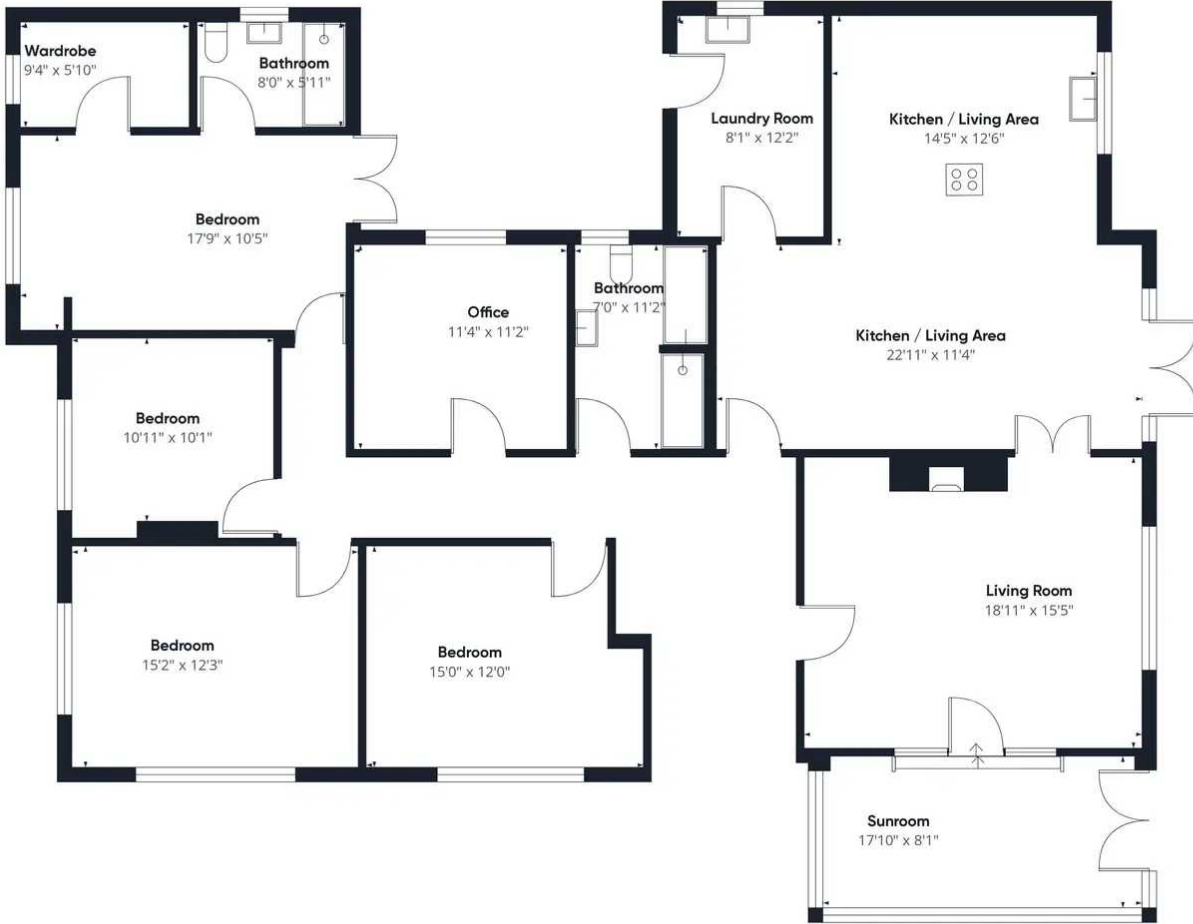 Wardrobe
9'4" x 5'10"
Bathroom
8'0" x 5'11"
Laundry Room
8'1" x 12'2"
Kitchen / Living Area
14'5" x 12'6"
Bedroom
17'9" x 10'5"
Office
11'4" x 11'2"
Bathroom
7'0" x 11'2"
Kitchen / Living Area
22'11" x 11'4"
Bedroom
10'11" x 10'1"
Living Room
18'11" x 15'5"
Bedroom
15'2" x 12'3"
Bedroom
15'0" x 12'0"
Sunroom
17'10" x 8'1"